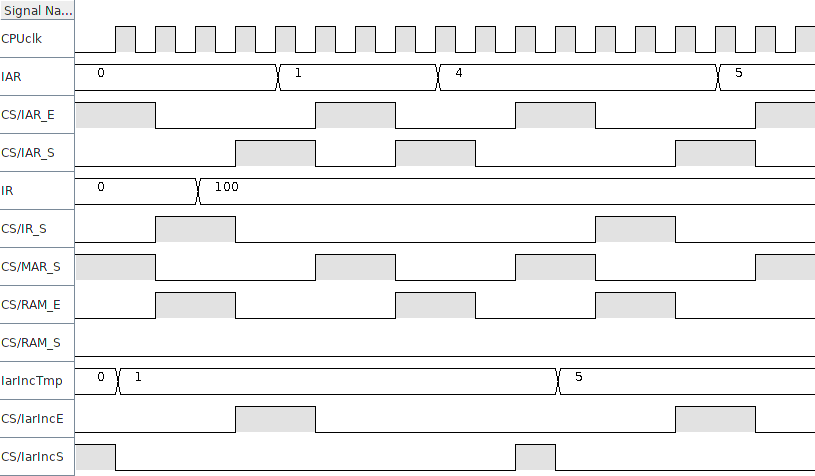 Signal Na...
CPUclk
IAR 0 1 4 5
CS/IAR_E
CS/IAR_S
IR 0 100
CS/IR_S
CS/MAR_S
CS/RAM_E
CS/RAM_S
IarIncTmp 0 1 5
CS/IarIncE
CS/IarIncS